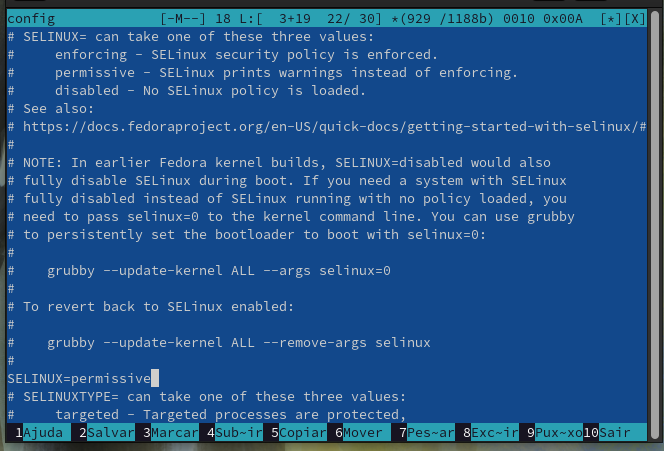 config [-M--] 18 L:[ 3+19 22/ 30] *(929 /1188b) 0010 0x00A [*][X]
# SELINUX= can take one of these three values:
#     enforcing - SELinux security policy is enforced.
#     permissive - SELinux prints warnings instead of enforcing.
#     disabled - No SELinux policy is loaded.
# See also:
# https://docs.fedoraproject.org/en-US/quick-docs/getting-started-with-selinux/#
#
# NOTE: In earlier Fedora kernel builds, SELINUX=disabled would also
# fully disable SELinux during boot. If you need a system with SELinux
# fully disabled instead of SELinux running with no policy loaded, you
# need to pass selinux=0 to the kernel command line. You can use grubby
# to persistently set the bootloader to boot with selinux=0:
#
#    grubby --update-kernel ALL --args selinux=0
#
# To revert back to SELinux enabled:
#
#    grubby --update-kernel ALL --remove-args selinux
#
SELINUX=permissive
# SELINUXTYPE= can take one of these three values:
#     targeted - Targeted processes are protected,
1Ajuda 2Salvar 3Marcar 4Sub~ir 5Copiar 6Mover 7Pes~ar 8Exc~ir 9Pux~xo 10Sair